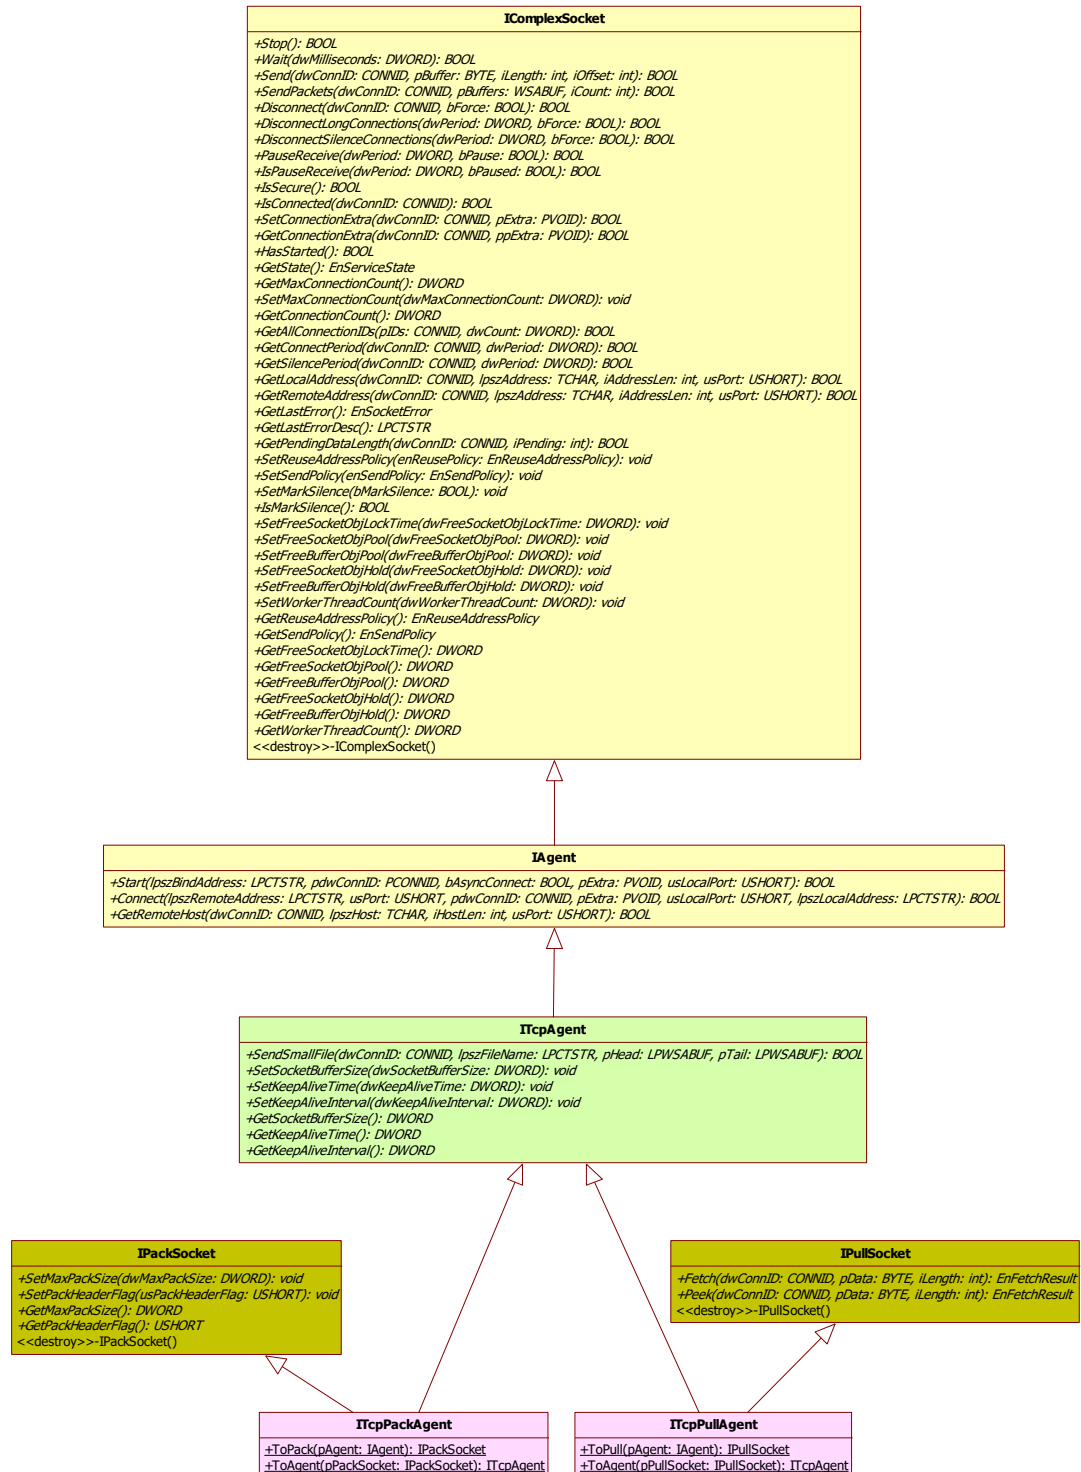 IComplexSocket
+Stop(): BOOL
+Wait(dwMilliseconds: DWORD): BOOL
+Send(dwConnID: CONNID, pBuffer: BYTE, iLength: int, iOffset: int): BOOL
+SendPackets(dwConnID: CONNID, pBuffers: WSABUF, iCount: int): BOOL
+Disconnect(dwConnID: CONNID, bForce: BOOL): BOOL
+DisconnectLongConnections(dwPeriod: DWORD, bForce: BOOL): BOOL
+DisconnectSilenceConnections(dwPeriod: DWORD, bForce: BOOL): BOOL
+PauseReceive(dwPeriod: DWORD, bPause: BOOL): BOOL
+IsPauseReceive(dwPeriod: DWORD, bPaused: BOOL): BOOL
+IsSecure(): BOOL
+IsConnected(dwConnID: CONNID): BOOL
+SetConnectionExtra(dwConnID: CONNID, pExtra: PVOID): BOOL
+GetConnectionExtra(dwConnID: CONNID, ppExtra: PVOID): BOOL
+HasStarted(): BOOL
+GetState(): EnServiceState
+GetMaxConnectionCount(): DWORD
+SetMaxConnectionCount(dwMaxConnectionCount: DWORD): void
+GetConnectionCount(): DWORD
+GetAllConnectionIDs(pIDs: CONNID, dwCount: DWORD): BOOL
+GetConnectPeriod(dwConnID: CONNID, dwPeriod: DWORD): BOOL
+GetSilencePeriod(dwConnID: CONNID, dwPeriod: DWORD): BOOL
+GetLocalAddress(dwConnID: CONNID, lpszAddress: TCHAR, iAddressLen: int, usPort: USHORT): BOOL
+GetRemoteAddress(dwConnID: CONNID, lpszAddress: TCHAR, iAddressLen: int, usPort: USHORT): BOOL
+GetLastError(): EnSocketError
+GetLastErrorDesc(): LPCTSTR
+GetPendingDataLength(dwConnID: CONNID, iPending: int): BOOL
+SetReuseAddressPolicy(enReusePolicy: EnReuseAddressPolicy): void
+SetSendPolicy(enSendPolicy: EnSendPolicy): void
+SetMarkSilence(bMarkSilence: BOOL): void
+IsMarkSilence(): BOOL
+SetFreeSocketObjLockTime(dwFreeSocketObjLockTime: DWORD): void
+SetFreeSocketObjPool(dwFreeSocketObjPool: DWORD): void
+SetFreeBufferObjPool(dwFreeBufferObjPool: DWORD): void
+SetFreeSocketObjHold(dwFreeSocketObjHold: DWORD): void
+SetFreeBufferObjHold(dwFreeBufferObjHold: DWORD): void
+SetWorkerThreadCount(dwWorkerThreadCount: DWORD): void
+GetReuseAddressPolicy(): EnReuseAddressPolicy
+GetSendPolicy(): EnSendPolicy
+GetFreeSocketObjLockTime(): DWORD
+GetFreeSocketObjPool(): DWORD
+GetFreeBufferObjPool(): DWORD
+GetFreeSocketObjHold(): DWORD
+GetFreeBufferObjHold(): DWORD
+GetWorkerThreadCount(): DWORD
<<destroy>>-IComplexSocket()
IAgent
+Start(lpszBindAddress: LPCTSTR, pdwConnID: PCONNID, bAsyncConnect: BOOL, pExtra: PVOID, usLocalPort: USHORT): BOOL
+Connect(lpszRemoteAddress: LPCTSTR, usPort: USHORT, pdwConnID: CONNID, pExtra: PVOID, usLocalPort: USHORT, lpszLocalAddress: LPCTSTR): BOOL
+GetRemoteHost(dwConnID: CONNID, lpszHost: TCHAR, iHostLen: int, usPort: USHORT): BOOL
ITcpAgent
+SendSmallFile(dwConnID: CONNID, lpszFileName: LPCTSTR, pHead: LPWSABUF, pTail: LPWSABUF): BOOL
+SetSocketBufferSize(dwSocketBufferSize: DWORD): void
+SetKeepAliveTime(dwKeepAliveTime: DWORD): void
+SetKeepAliveInterval(dwKeepAliveInterval: DWORD): void
+GetSocketBufferSize(): DWORD
+GetKeepAliveTime(): DWORD
+GetKeepAliveInterval(): DWORD
IPackSocket
+SetMaxPackSize(dwMaxPackSize: DWORD): void
+SetPackHeaderFlag(usPackHeaderFlag: USHORT): void
+GetMaxPackSize(): DWORD
+GetPackHeaderFlag(): USHORT
<<destroy>>-IPackSocket()
IPullSocket
+Fetch(dwConnID: CONNID, pData: BYTE, iLength: int): EnFetchResult
+Peek(dwConnID: CONNID, pData: BYTE, iLength: int): EnFetchResult
<<destroy>>-IPullSocket()
ITcpPackAgent
+ToPack(pAgent: IAgent): IPackSocket
+ToAgent(pPackSocket: IPackSocket): ITcpAgent
ITcpPullAgent
+ToPull(pAgent: IAgent): IPullSocket
+ToAgent(pPullSocket: IPullSocket): ITcpAgent